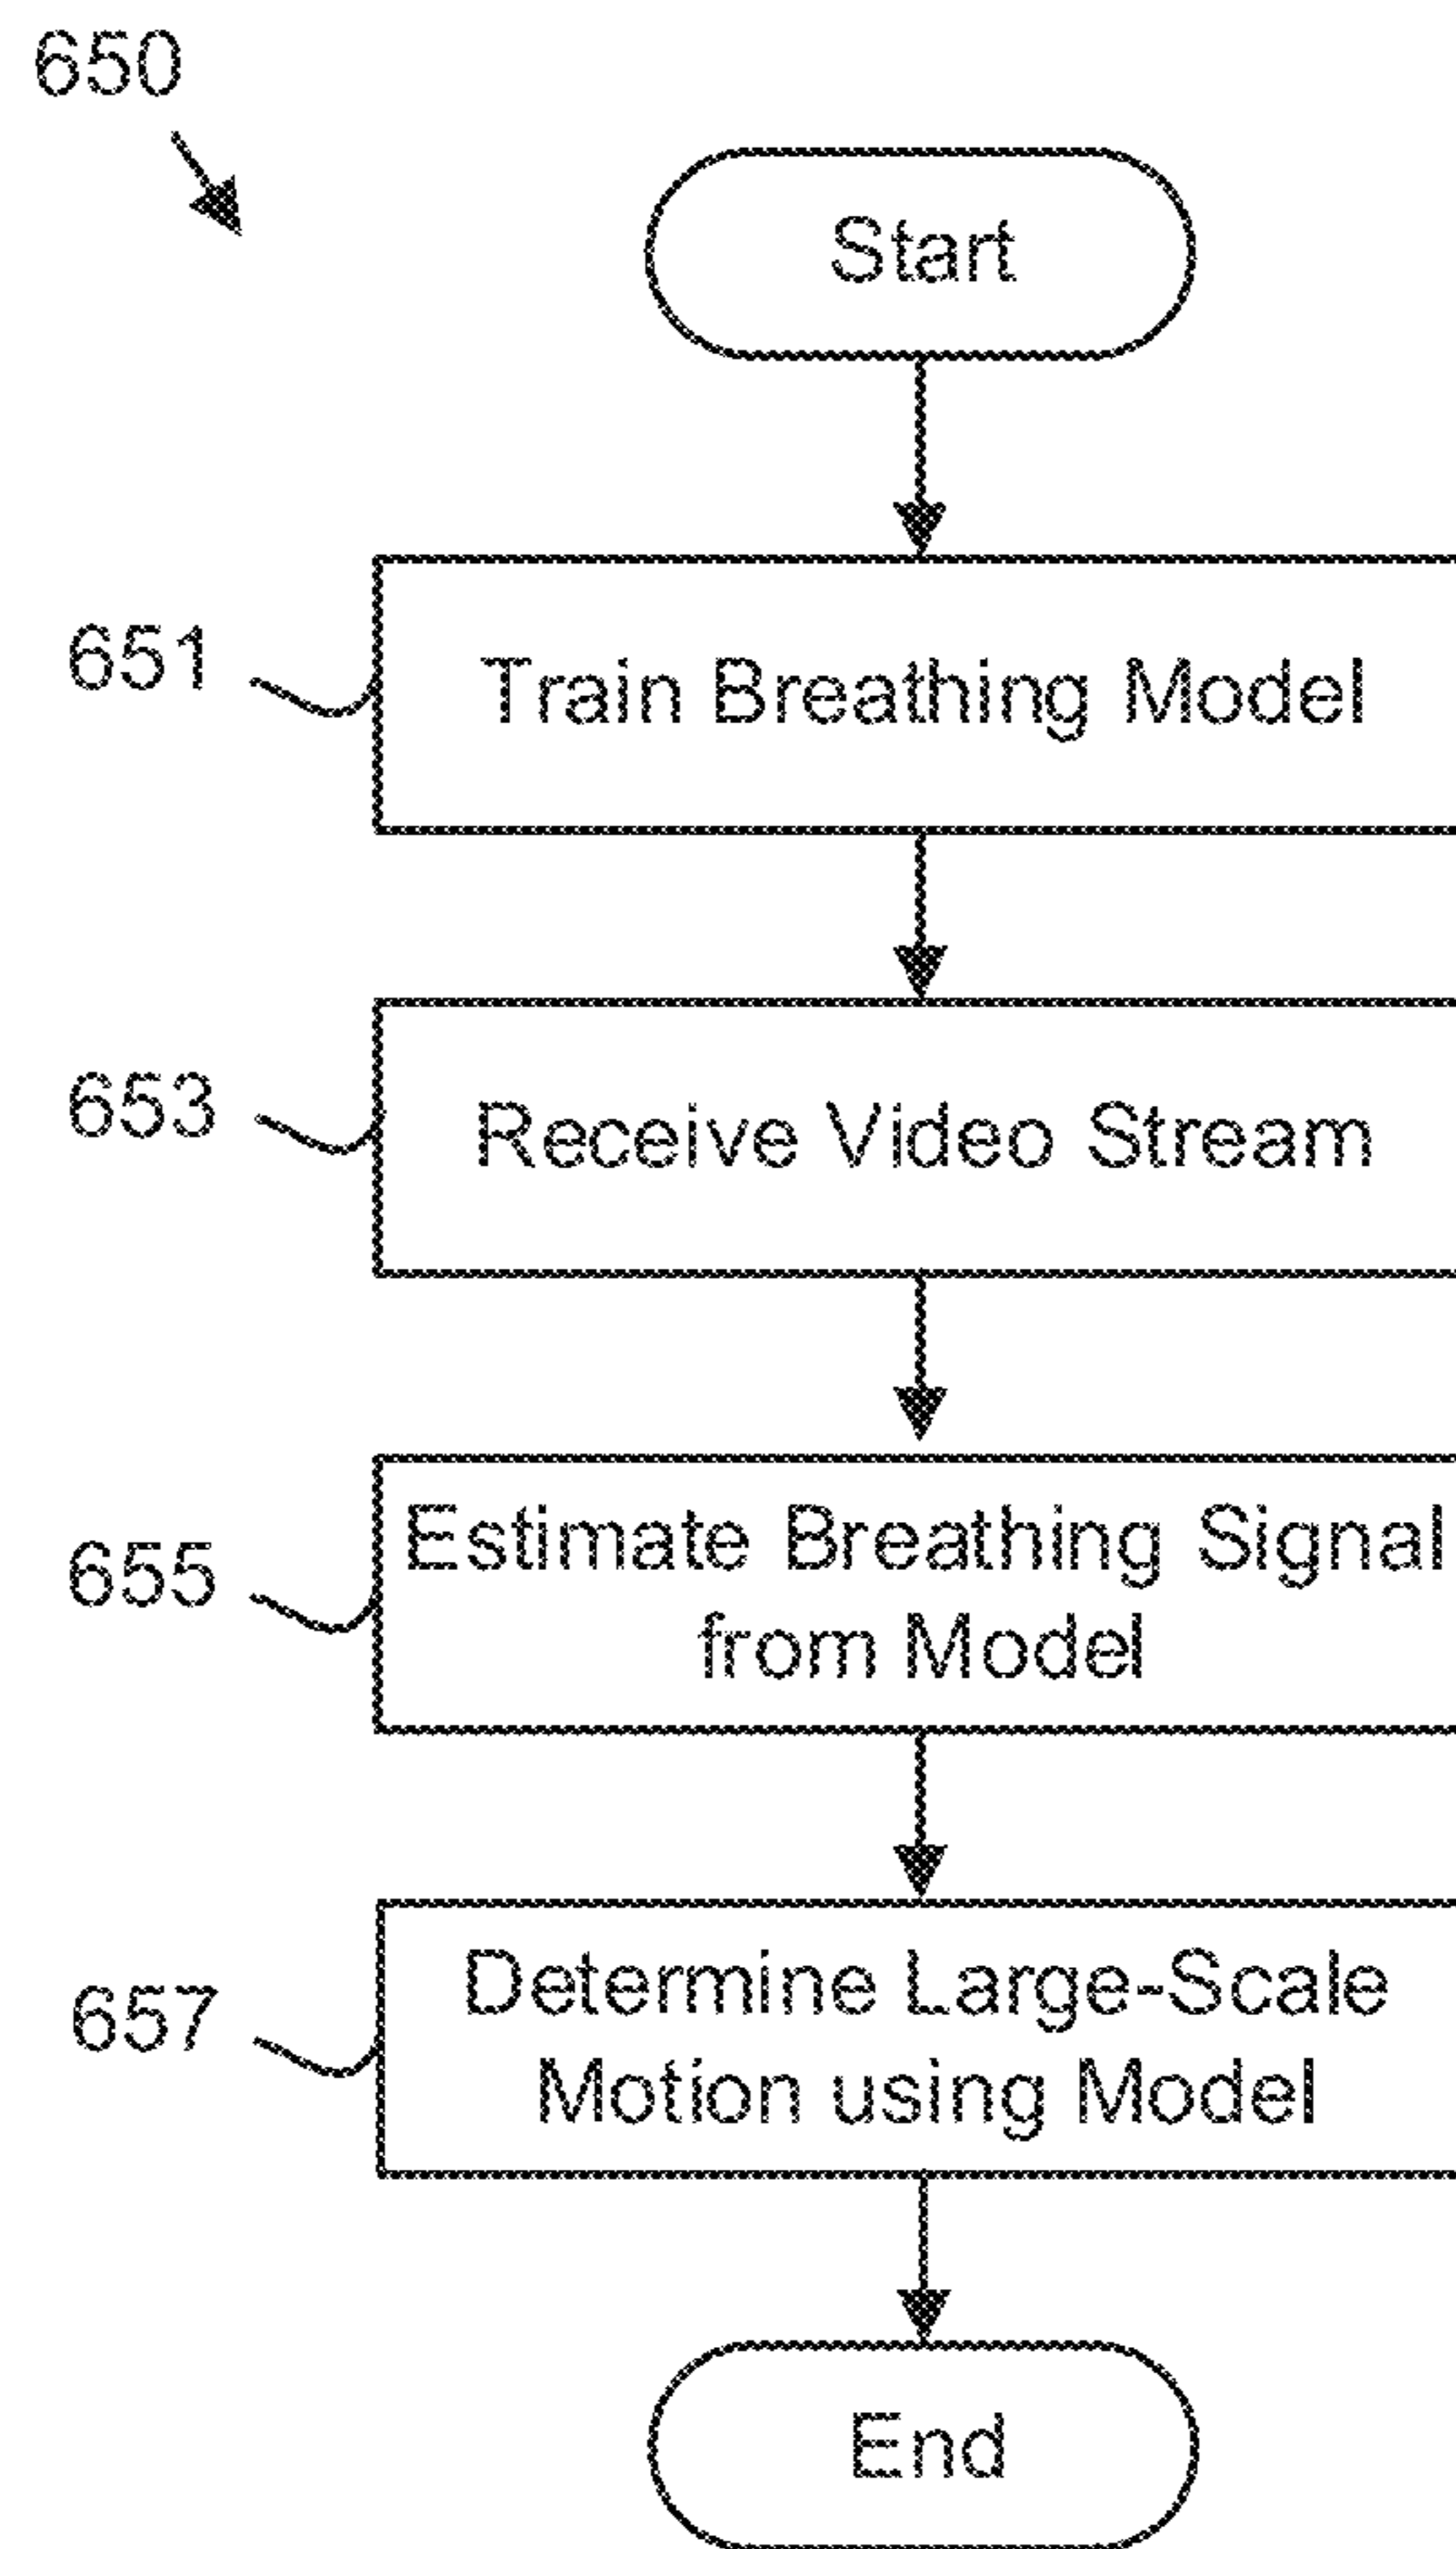 650
Start
651
Train Breathing Model
653
Receive Video Stream
655
Estimate Breathing Signal
from Model
657
Determine Large-Scale
Motion using Model
End